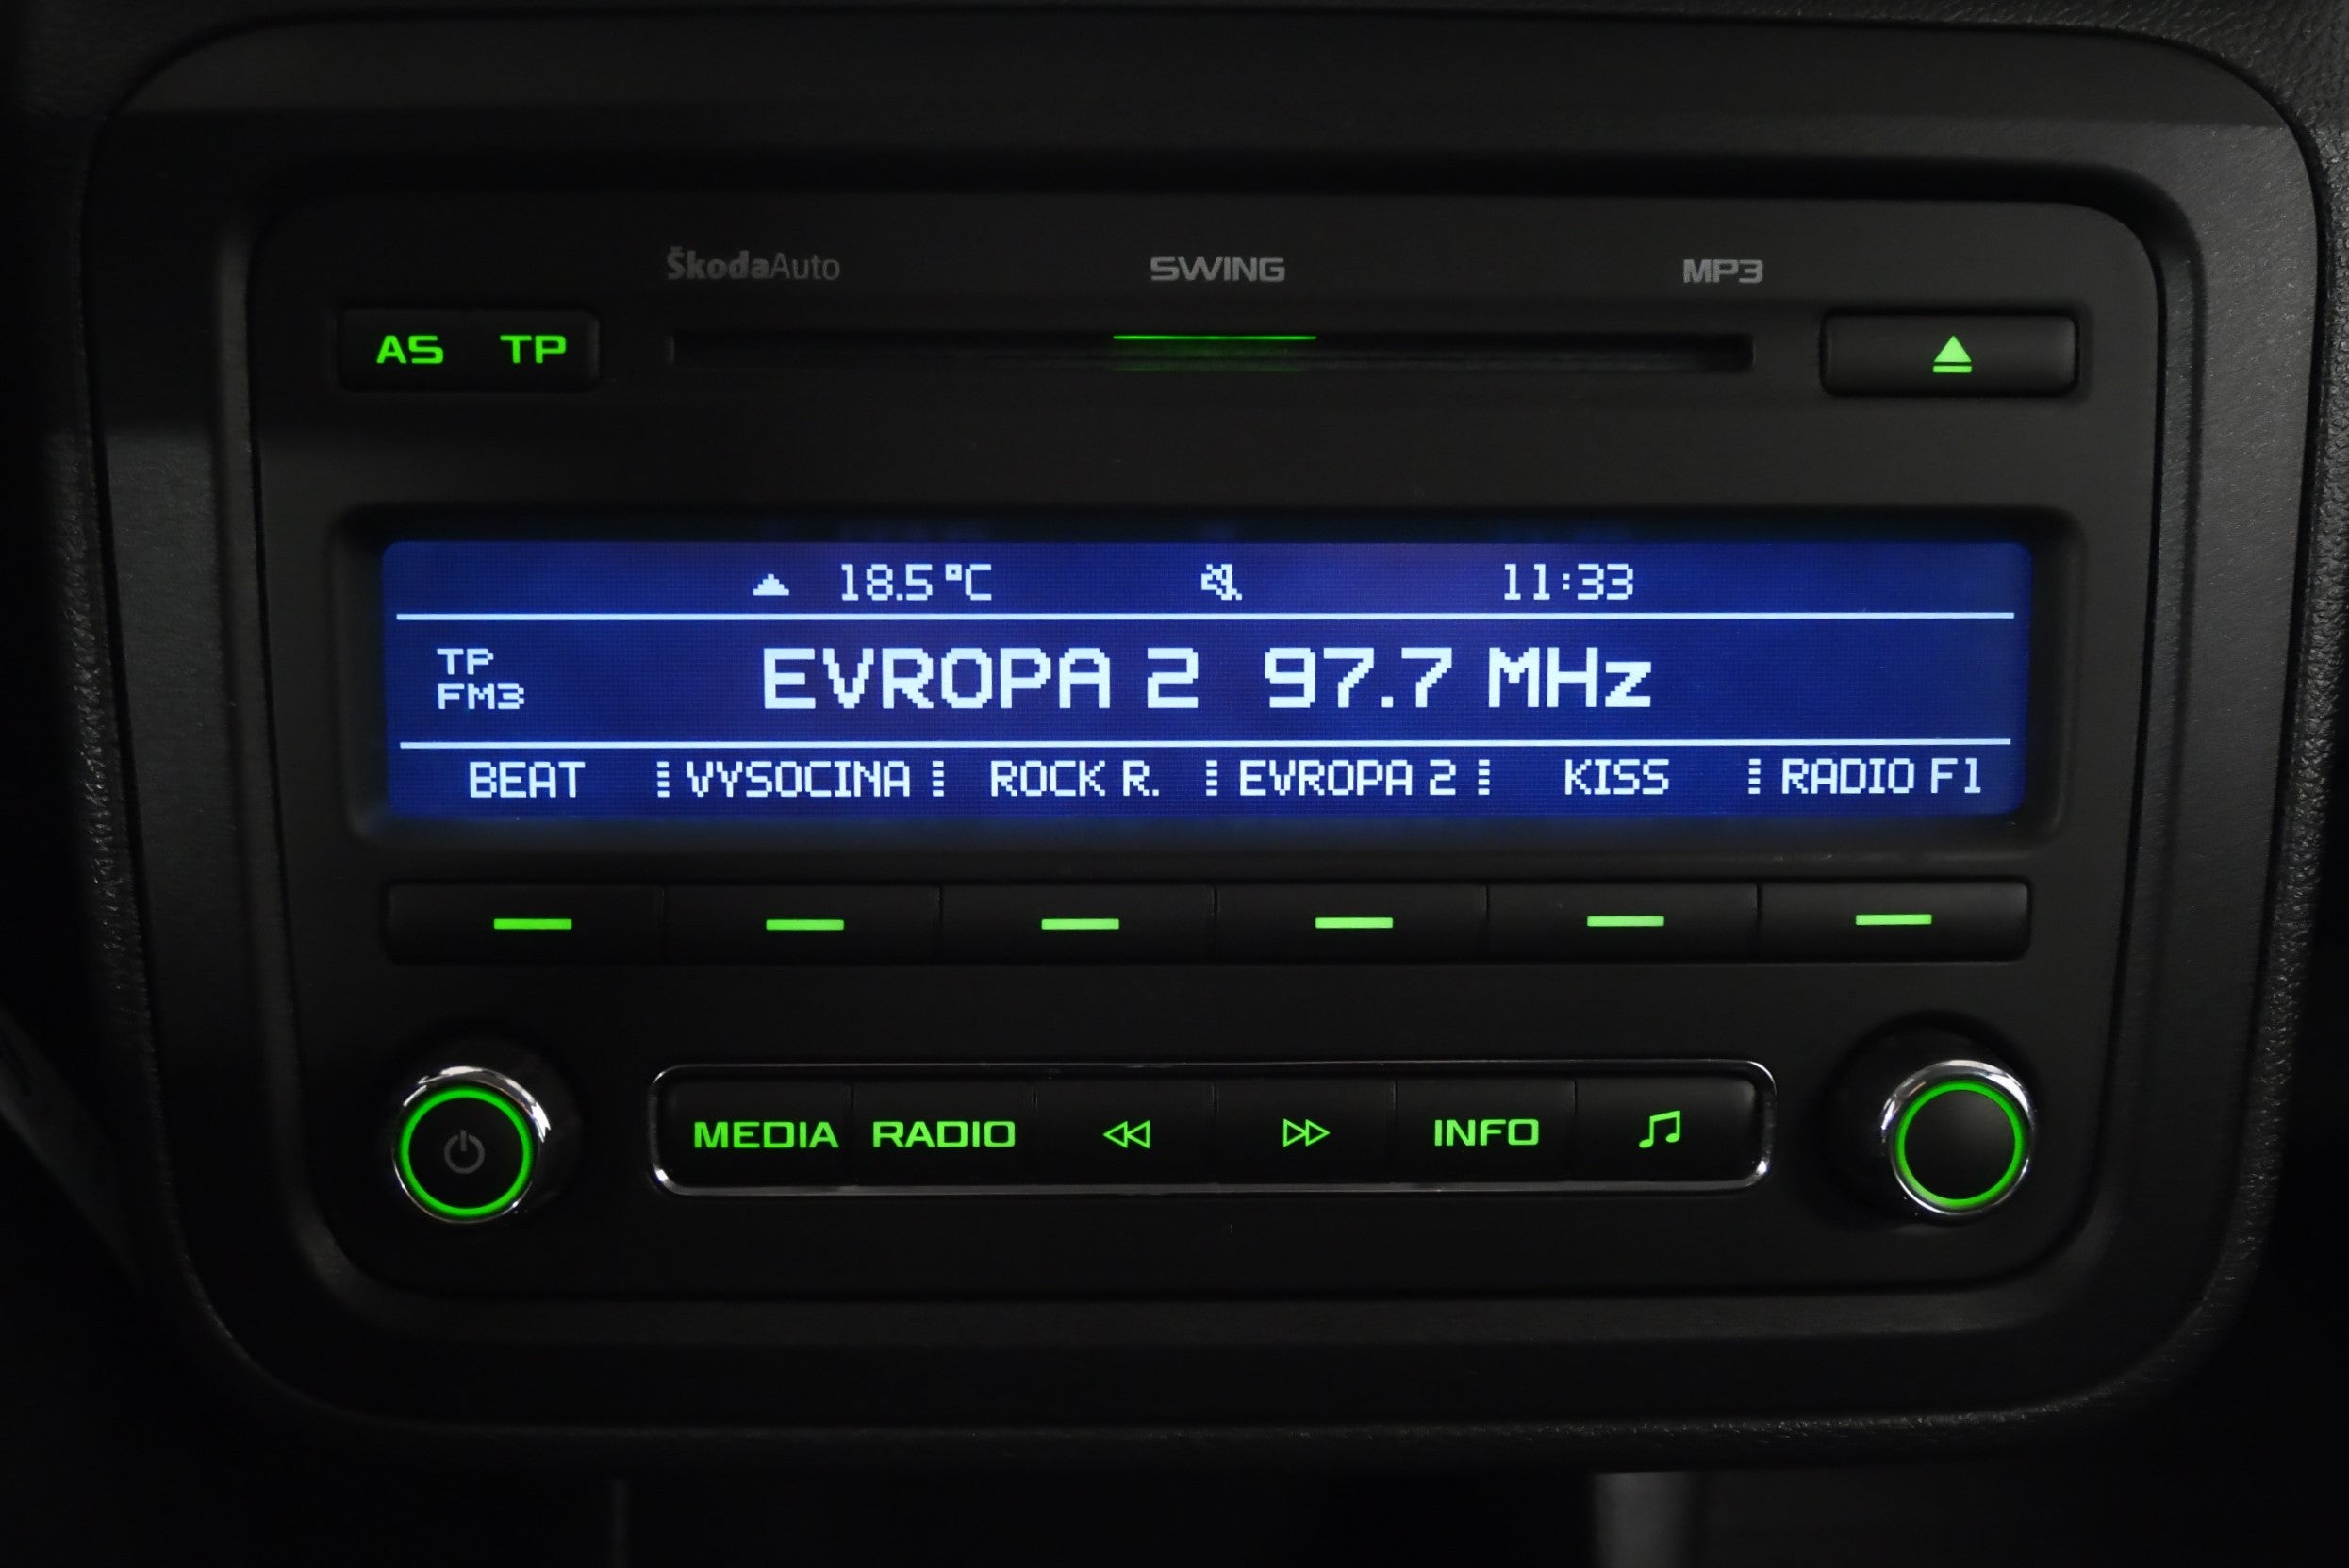 ŠkodaAuto SWING MP3
AS TP
18.5°C 11:33
TP
FM3
EVROPA 2 97.7 MHz
BEAT VYSOCINA ROCK R. EVROPA 2 KISS RADIO F1
MEDIA RADIO INFO